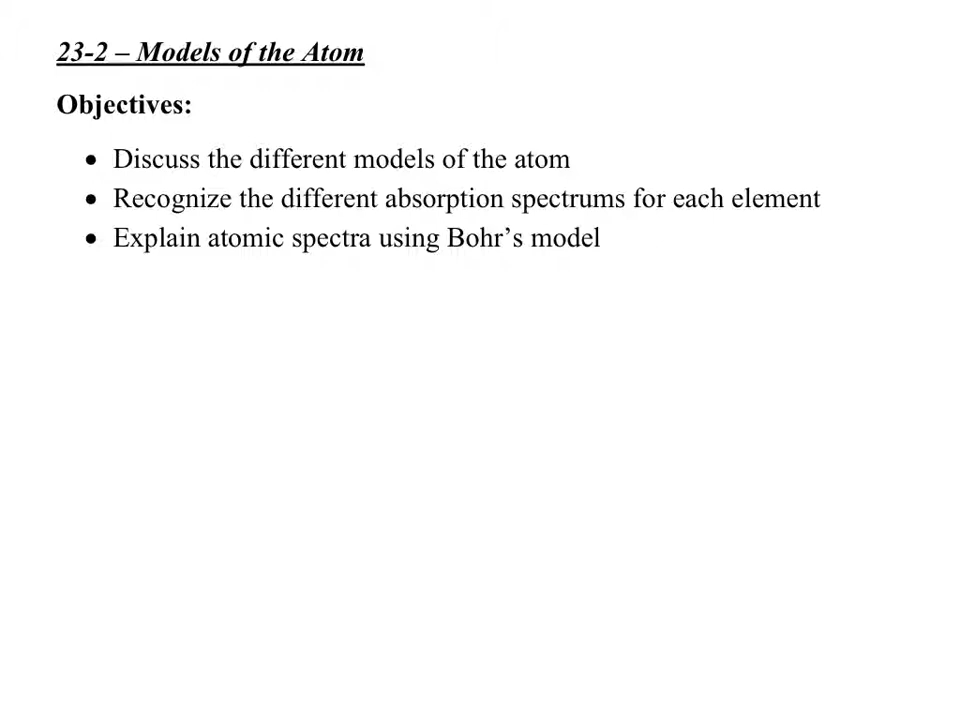 23-2 – Models of the Atom
Objectives:
• Discuss the different models of the atom
• Recognize the different absorption spectrums for each element
• Explain atomic spectra using Bohr’s model